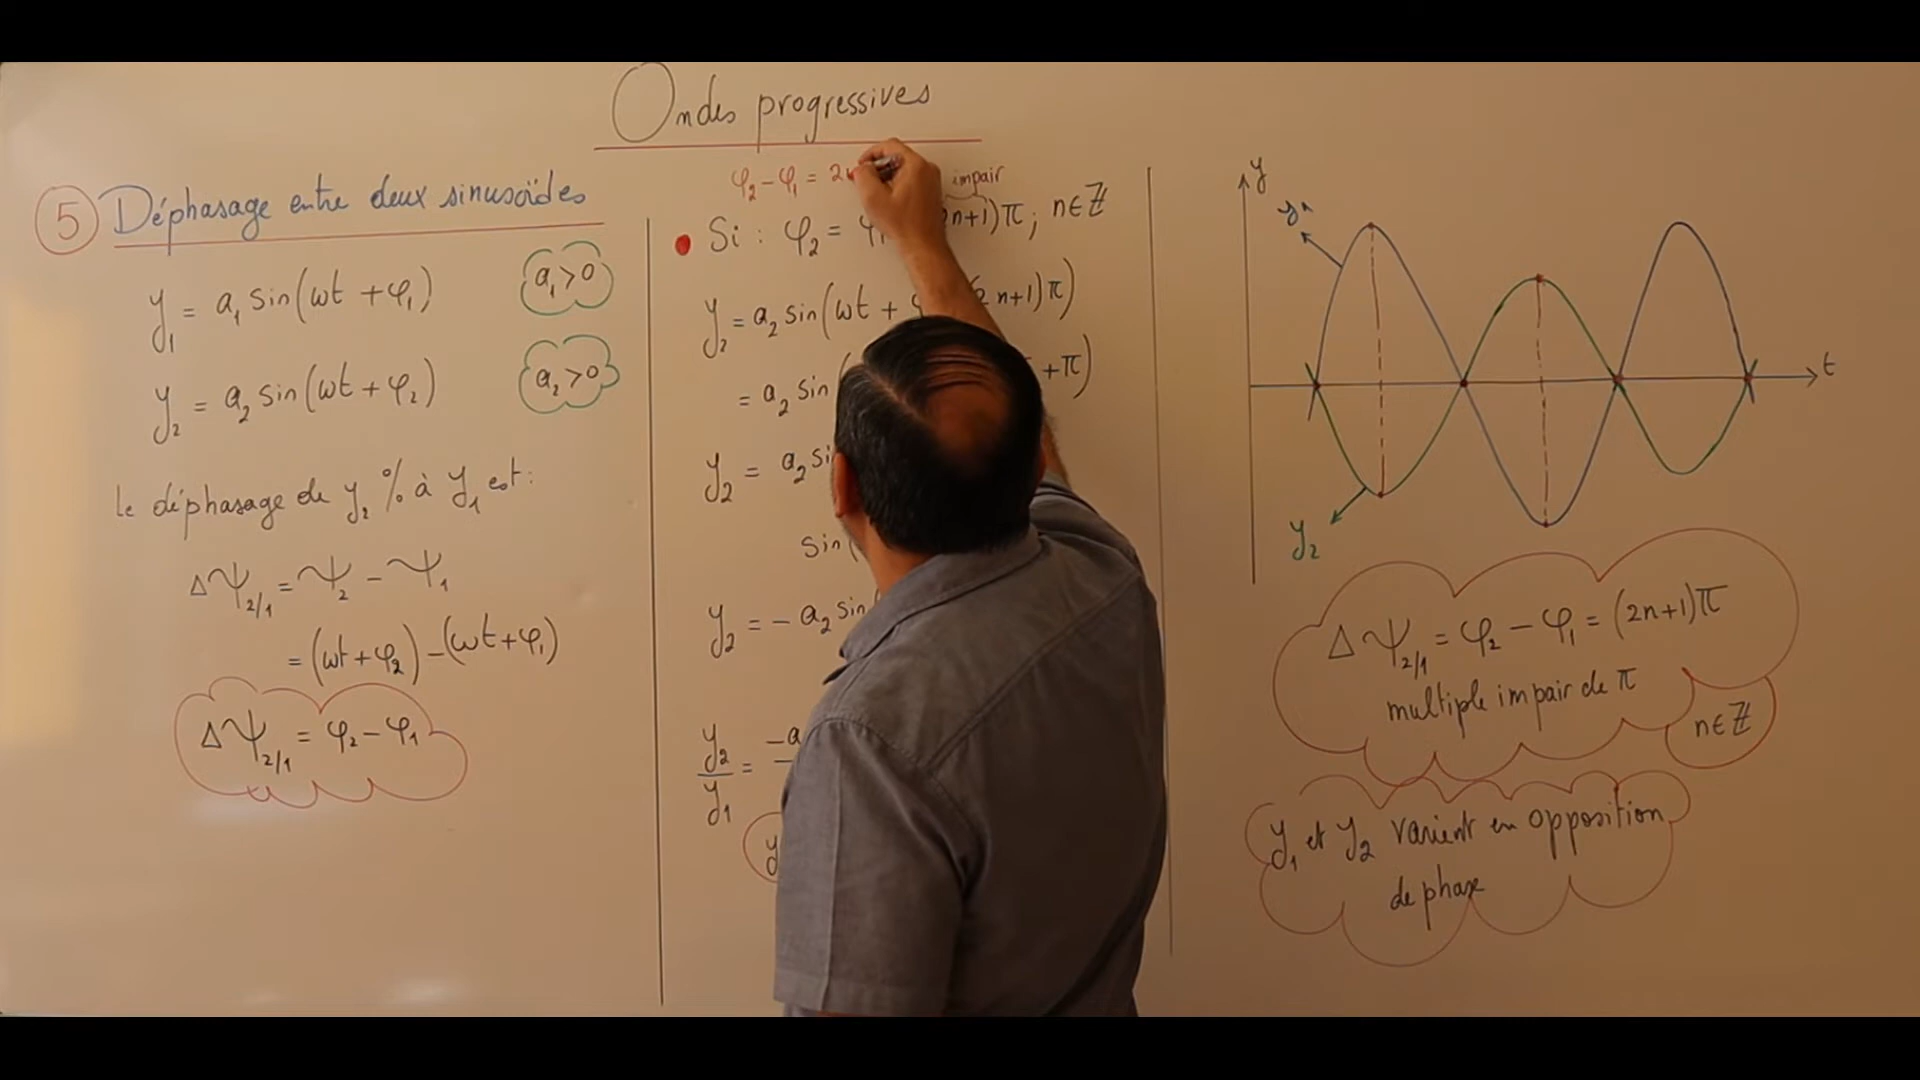 Ondes progressives
5 Déphasage entre deux sinusoïdes
y₁ = a₁ sin(ωt + φ₁)
a₁ > 0
y₂ = a₂ sin(ωt + φ₂)
a₂ > 0
le déphasage de y₂ % à y₁ est :
ΔΨ₂/₁ = Ψ₂ - Ψ₁
= (ωt + φ₂) - (ωt + φ₁)
ΔΨ₂/₁ = φ₂ - φ₁
φ₂ - φ₁ = 2
impair
Si : φ₂ = φ₁ n+1)π ; n ∈ ℤ
y₂ = a₂ sin(ωt + 2n+1)π)
= a₂ sin +π)
y₂ = a₂ si
sin(
y₂ = - a₂ sin
y₂/y₁ = -a
y
y
t
y₂
ΔΨ₂/₁ = φ₂ - φ₁ = (2n+1)π
multiple impair de π
n ∈ ℤ
y₁ et y₂ varient en opposition
de phase